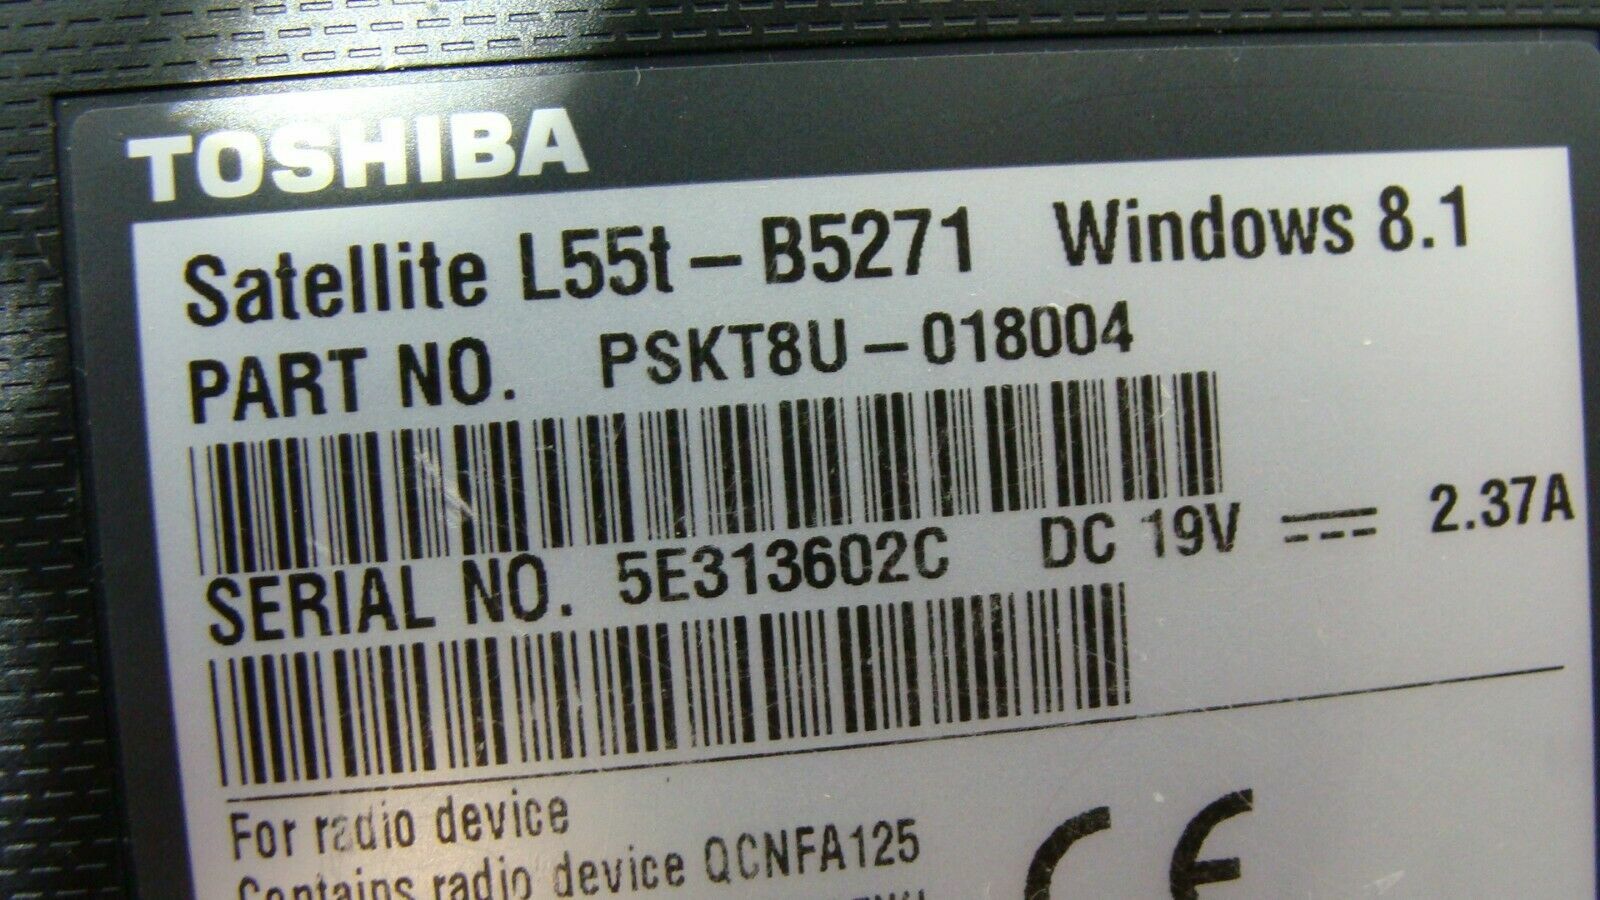 TOSHIBA
Satellite L55t-B5271 Windows 8.1
PART NO. PSKT8U-018004
SERIAL NO. 5E313602C DC 19V ⎓ 2.37A
For radio device
Contains radio device QCNFA125
CE